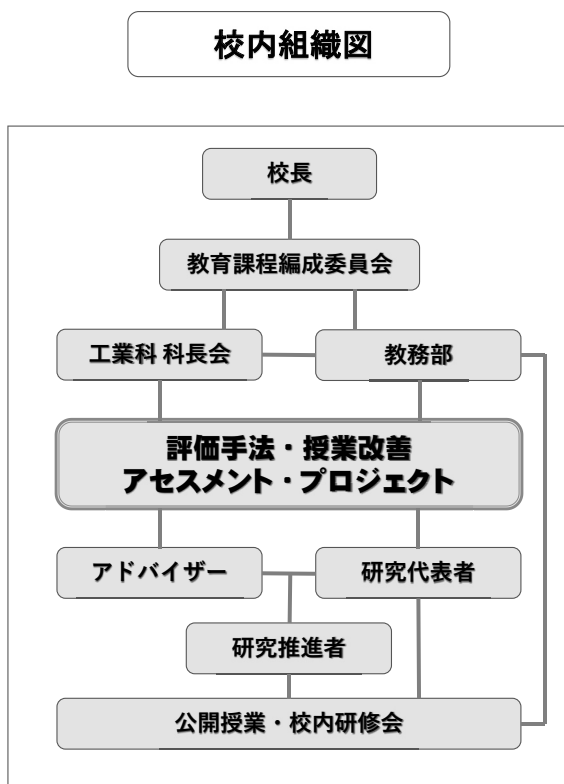 校内組織図
校長
教育課程編成委員会
工業科 科長会
教務部
評価手法・授業改善
アセスメント・プロジェクト
アドバイザー
研究代表者
研究推進者
公開授業・校内研修会